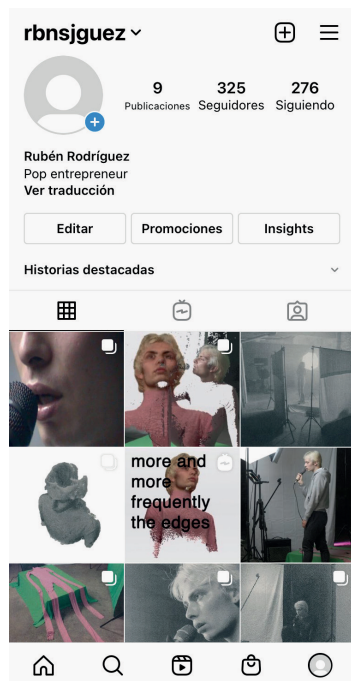 rbnsjguez
9 325 276
Publicaciones Seguidores Siguiendo
Rubén Rodríguez
Pop entrepreneur
Ver traducción
Editar Promociones Insights
Historias destacadas
more and
more
frequently
the edges